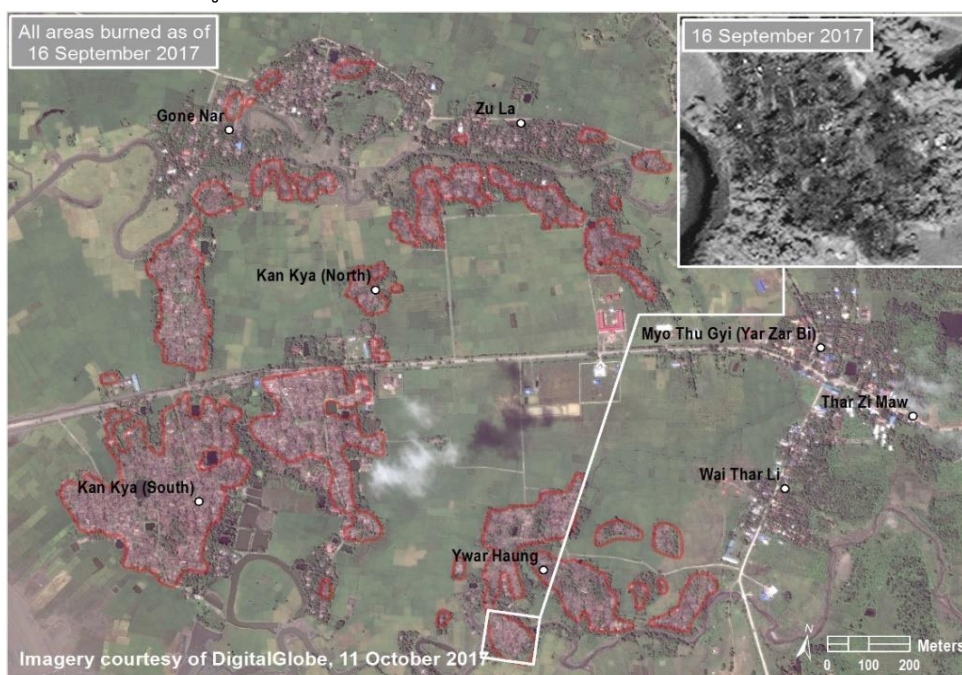 All areas burned as of
16 September 2017
16 September 2017
Gone Nar
Zu La
Kan Kya (North)
Myo Thu Gyi (Yar Zar Bi)
Thar Zi Maw
Kan Kya (South)
Wai Thar Li
Ywar Haung
N
Meters
0 100 200
Imagery courtesy of DigitalGlobe, 11 October 2017